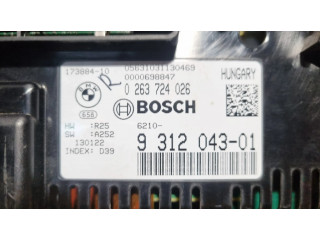 173884-10
05631031130469
0000698847
HUNGARY
0 263 724 026
BOSCH
HW :R25
6210-
SW :A252
9 312 043-01
130122
INDEX: D39